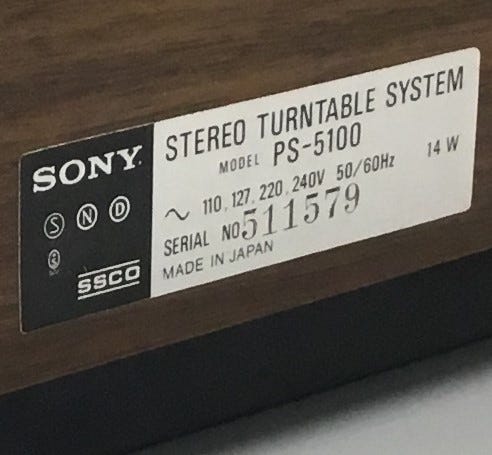 SONY
S N D
SSCO
STEREO TURNTABLE SYSTEM
MODEL PS-5100
~ 110, 127, 220, 240V 50/60Hz 14 W
SERIAL NO 511579
MADE IN JAPAN